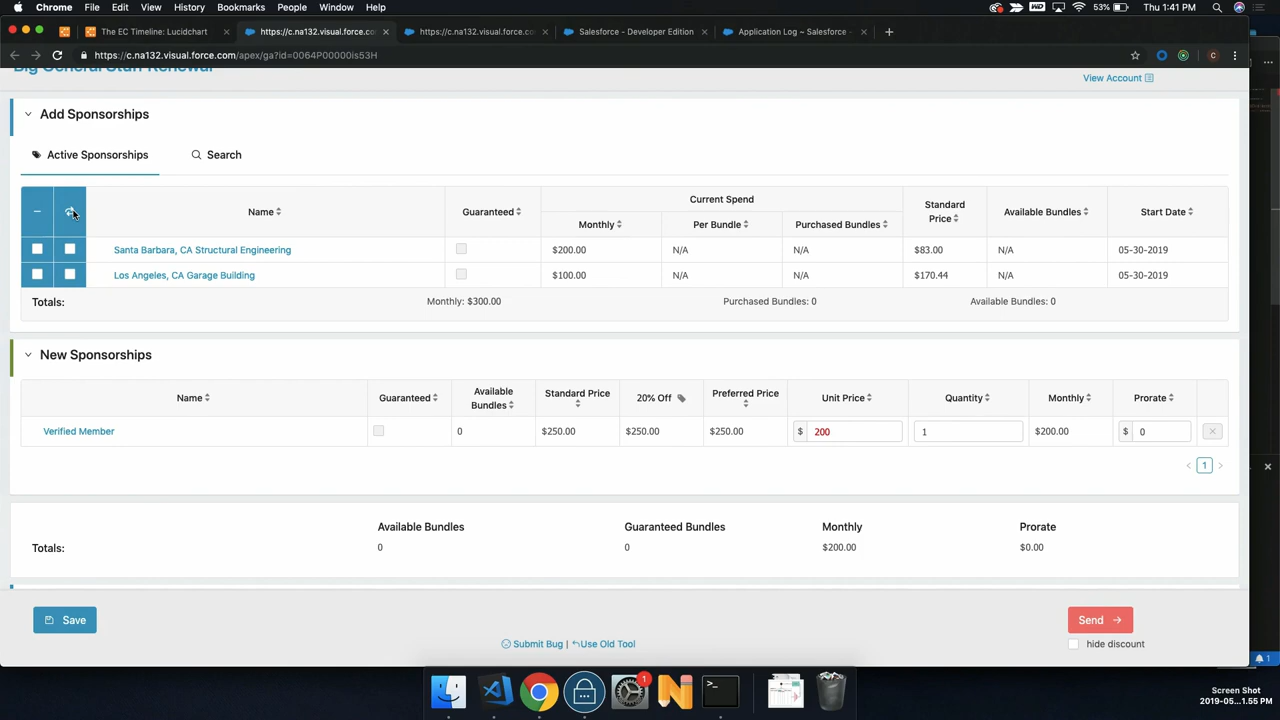 Chrome File Edit View History Bookmarks People Window Help
53% Thu 1:41 PM
The EC Timeline: Lucidchart
https://c.na132.visual.force.co
https://c.na132.visual.force.con
Salesforce - Developer Edition
Application Log ~ Salesforce -
https://c.na132.visual.force.com/apex/ga?id=0064P00000is53H
C
Big General Stuff Renewal
View Account
Add Sponsorships
Active Sponsorships
Search
Name
Guaranteed
Current Spend
Monthly
Per Bundle
Purchased Bundles
Standard
Price
Available Bundles
Start Date
Santa Barbara, CA Structural Engineering $200.00 N/A N/A $83.00 N/A 05-30-2019
Los Angeles, CA Garage Building $100.00 N/A N/A $170.44 N/A 05-30-2019
Totals: Monthly: $300.00 Purchased Bundles: 0 Available Bundles: 0
New Sponsorships
Name
Guaranteed
Available
Bundles
Standard Price
20% Off
Preferred Price
Unit Price
Quantity
Monthly
Prorate
Verified Member 0 $250.00 $250.00 $250.00 $ 200 1 $200.00 $ 0
1
Available Bundles Guaranteed Bundles Monthly Prorate
Totals: 0 0 $200.00 $0.00
Save
Send
Submit Bug | Use Old Tool
hide discount
1
1
Screen Shot
2019-05...1.55 PM